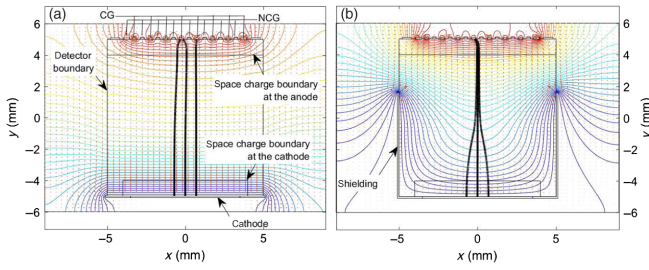 (a)
CG
NCG
Detector
boundary
Space charge boundary
at the anode
Space charge boundary
at the cathode
Cathode
6
4
2
0
−2
−4
−6
y (mm)
−5
0
5
x (mm)
(b)
Shielding
6
4
2
0
−2
−4
−6
y (mm)
−5
0
5
x (mm)